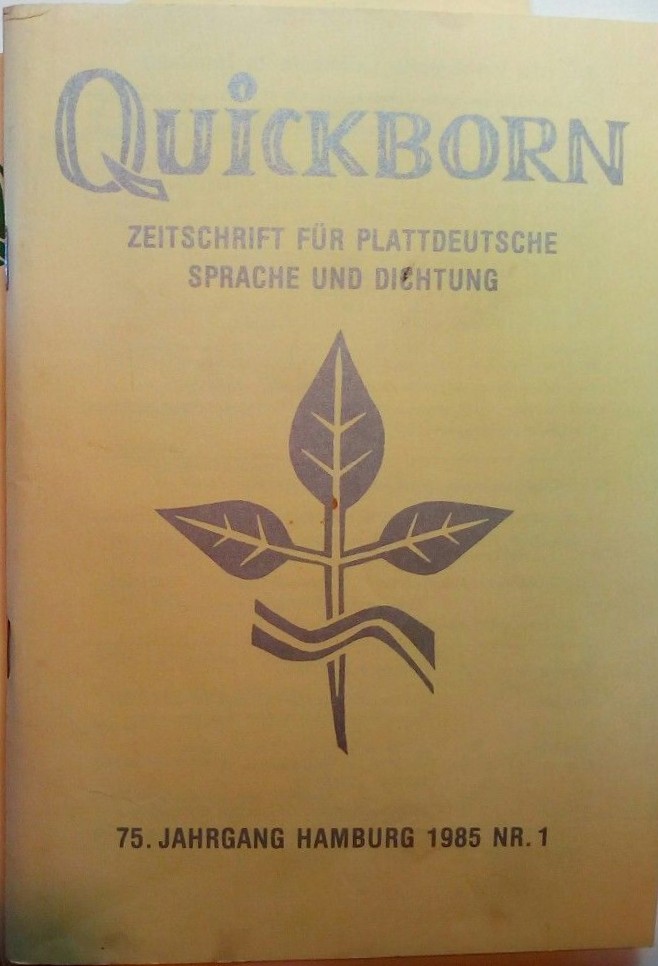 QUICKBORN
ZEITSCHRIFT FÜR PLATTDEUTSCHE
SPRACHE UND DICHTUNG
75. JAHRGANG HAMBURG 1985 NR. 1